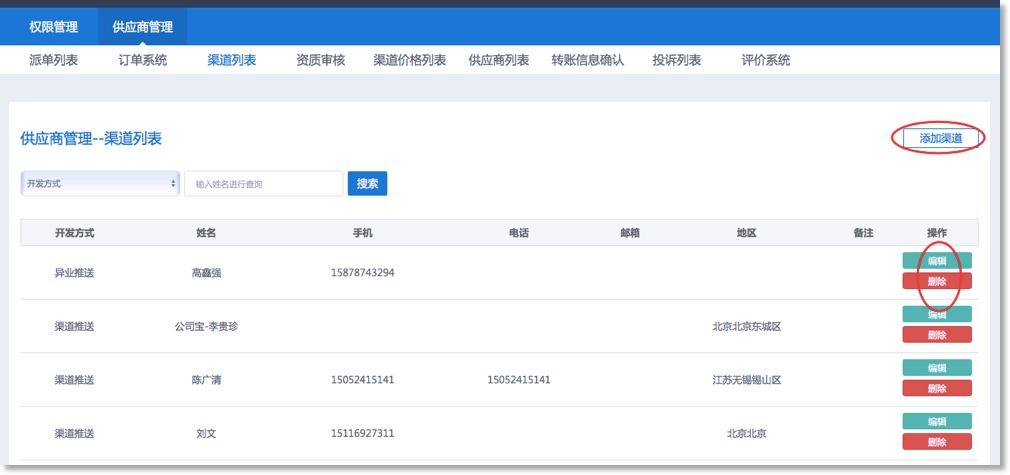 权限管理 供应商管理
派单列表 订单系统 渠道列表 资质审核 渠道价格列表 供应商列表 转账信息确认 投诉列表 评价系统
供应商管理--渠道列表 添加渠道
开发方式 输入姓名进行查询 搜索
开发方式 姓名 手机 电话 邮箱 地区 备注 操作
编辑
异业推送 高鑫强 15878743294
删除
编辑
渠道推送 公司宝-李贵珍 北京北京东城区
删除
编辑
渠道推送 陈广清 15052415141 15052415141 江苏无锡锡山区
删除
编辑
渠道推送 刘文 15116927311 北京北京
删除